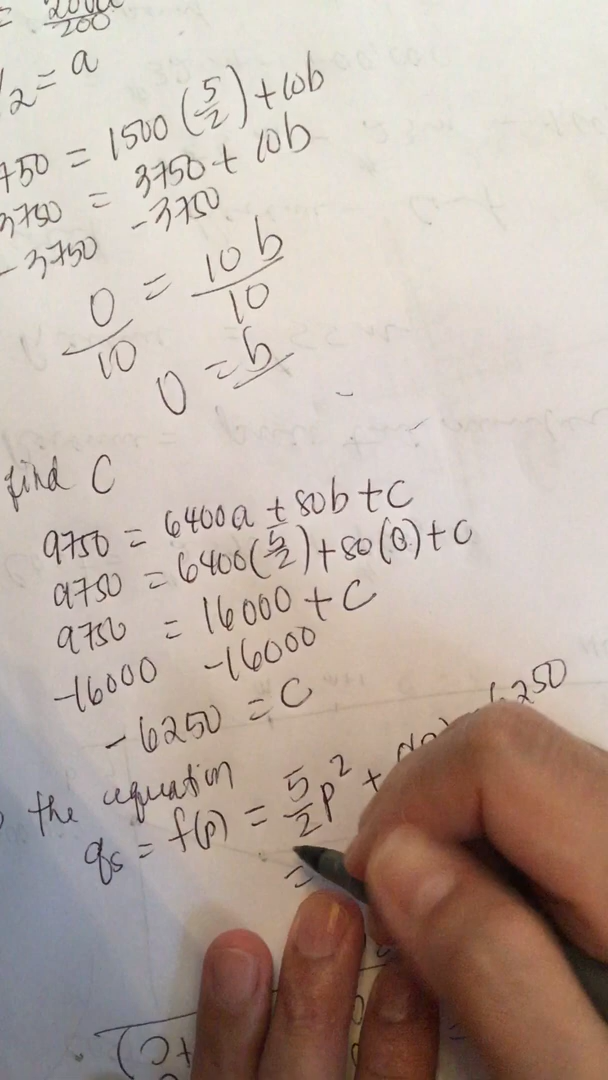 = 200a/200
/2 = a
750 = 1500 (5/2) + 10b
3750 = 3750 + 10b
- 3750 -3750
0/10 = 10b/10
0 = b
find C
9750 = 6400a + 80b + C
9750 = 6400(5/2) + 80(0) + C
9750 = 16000 + C
-16000 -16000
-6250 = C
the equation
qs = f(p) = 5/2 p² + 250
=
+C)